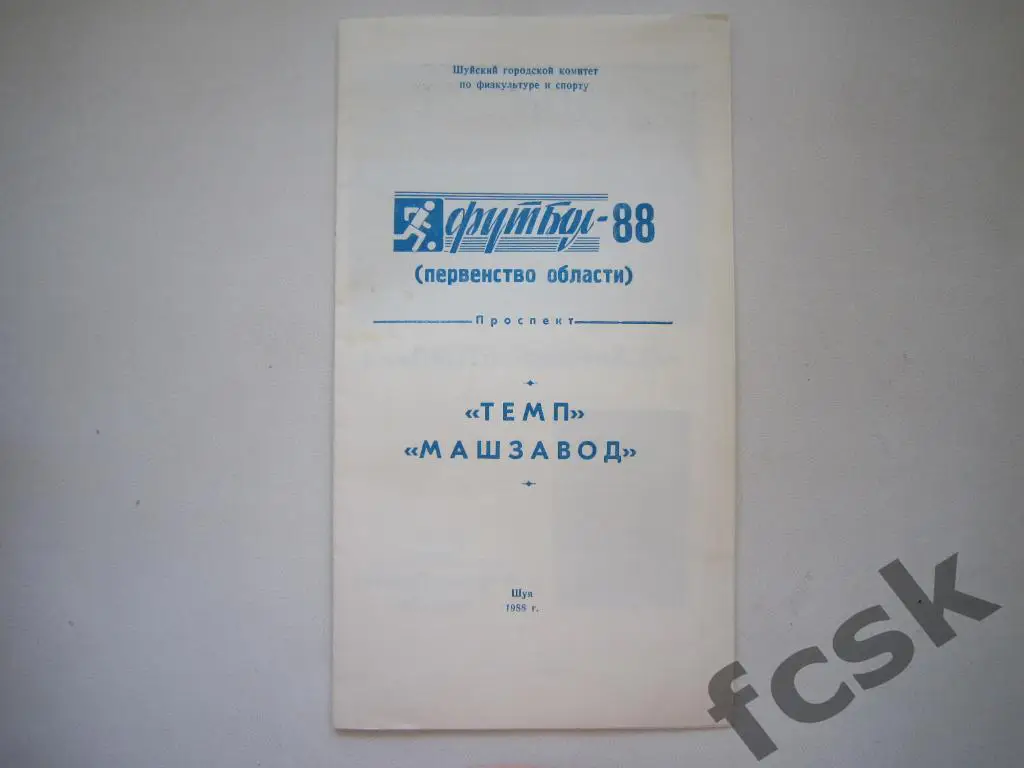 Шуйский городской комитет
по физкультуре и спорту
футбол-88
(первенство области)
Проспект
«ТЕМП»
«МАШЗАВОД»
Шуя
1988 г.
fcsk